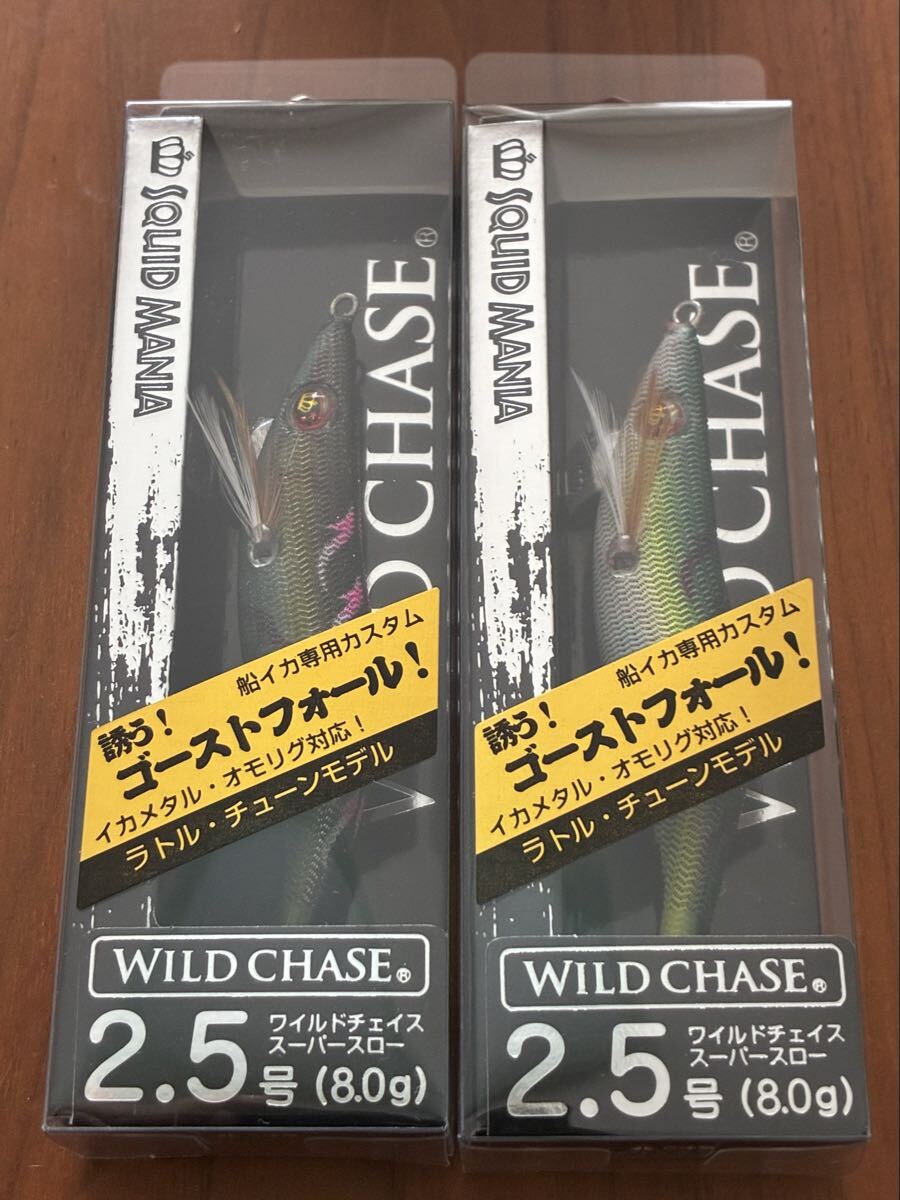 SQUID MANIA
D CHASE®
船イカ専用カスタム
誘う!
ゴーストフォール!
イカメタル・オモリグ対応!
ラトル・チューンモデル
WILD CHASE®
2.5号
ワイルドチェイス
スーパースロー
(8.0g)
SQUID MANIA
D CHASE®
船イカ専用カスタム
誘う!
ゴーストフォール!
イカメタル・オモリグ対応!
ラトル・チューンモデル
WILD CHASE®
2.5号
ワイルドチェイス
スーパースロー
(8.0g)